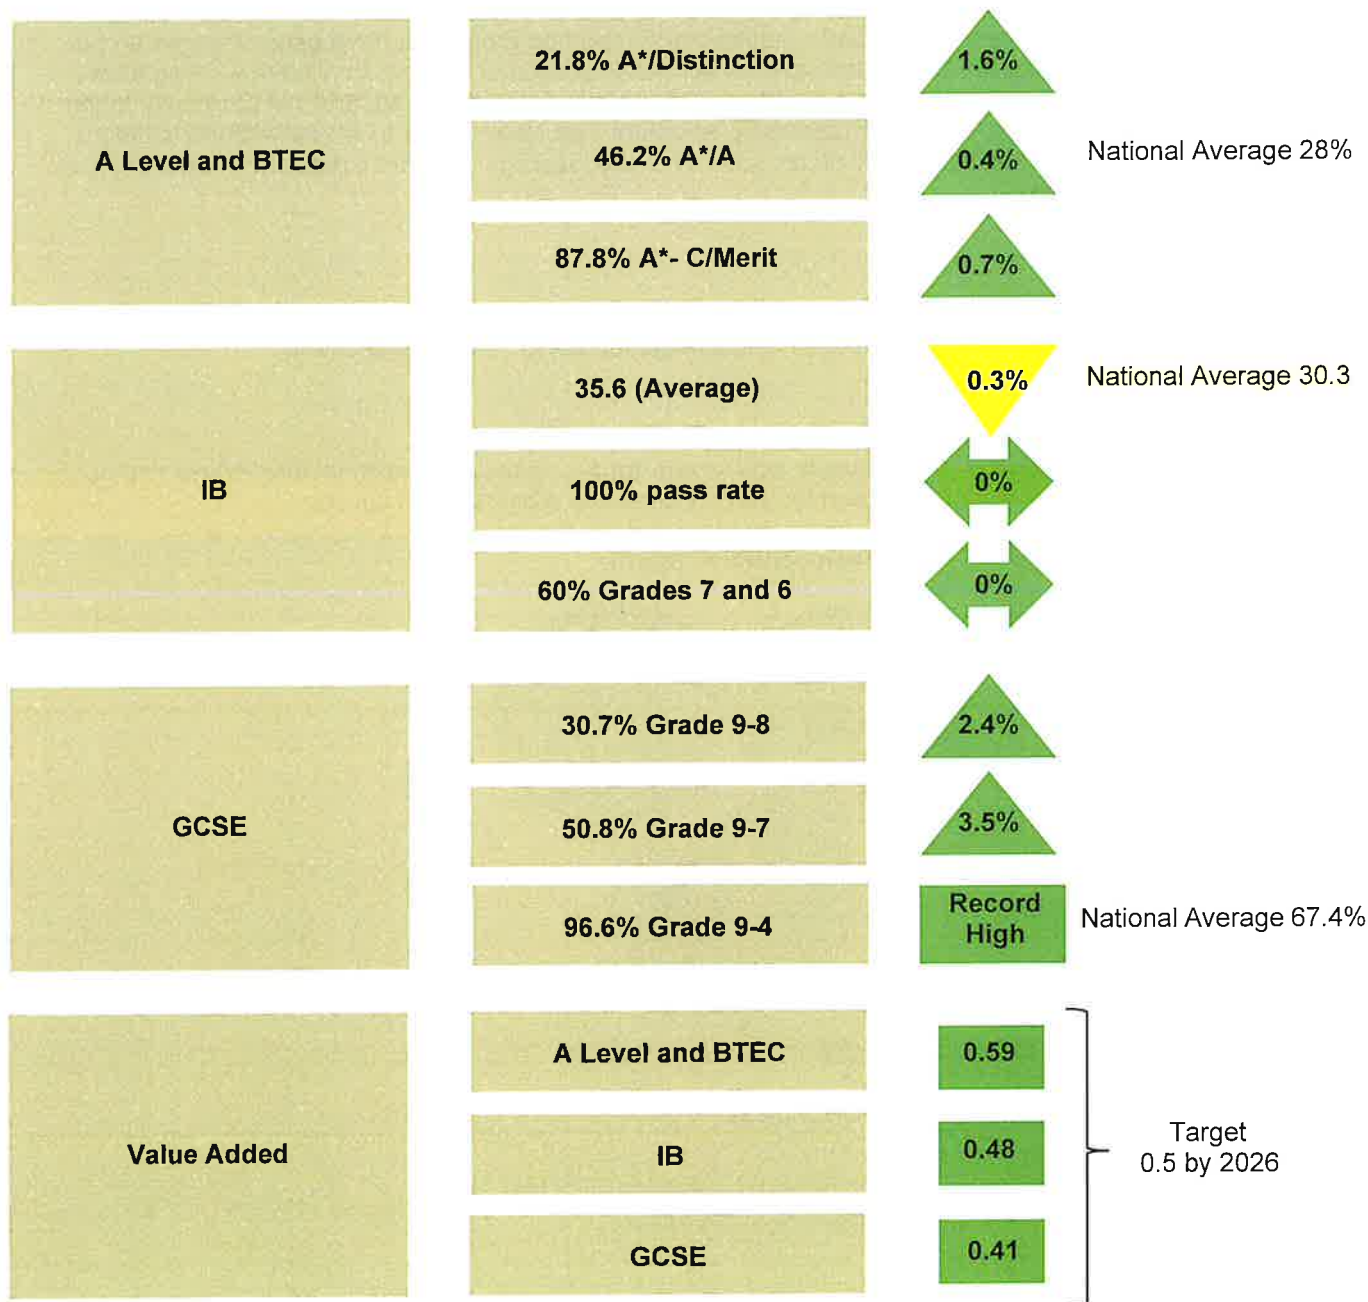 A Level and BTEC
21.8% A*/Distinction
1.6%
46.2% A*/A
0.4%
National Average 28%
87.8% A*- C/Merit
0.7%
IB
35.6 (Average)
0.3%
National Average 30.3
100% pass rate
0%
60% Grades 7 and 6
0%
GCSE
30.7% Grade 9-8
2.4%
50.8% Grade 9-7
3.5%
96.6% Grade 9-4
Record
High
National Average 67.4%
Value Added
A Level and BTEC
0.59
IB
0.48
GCSE
0.41
Target
0.5 by 2026